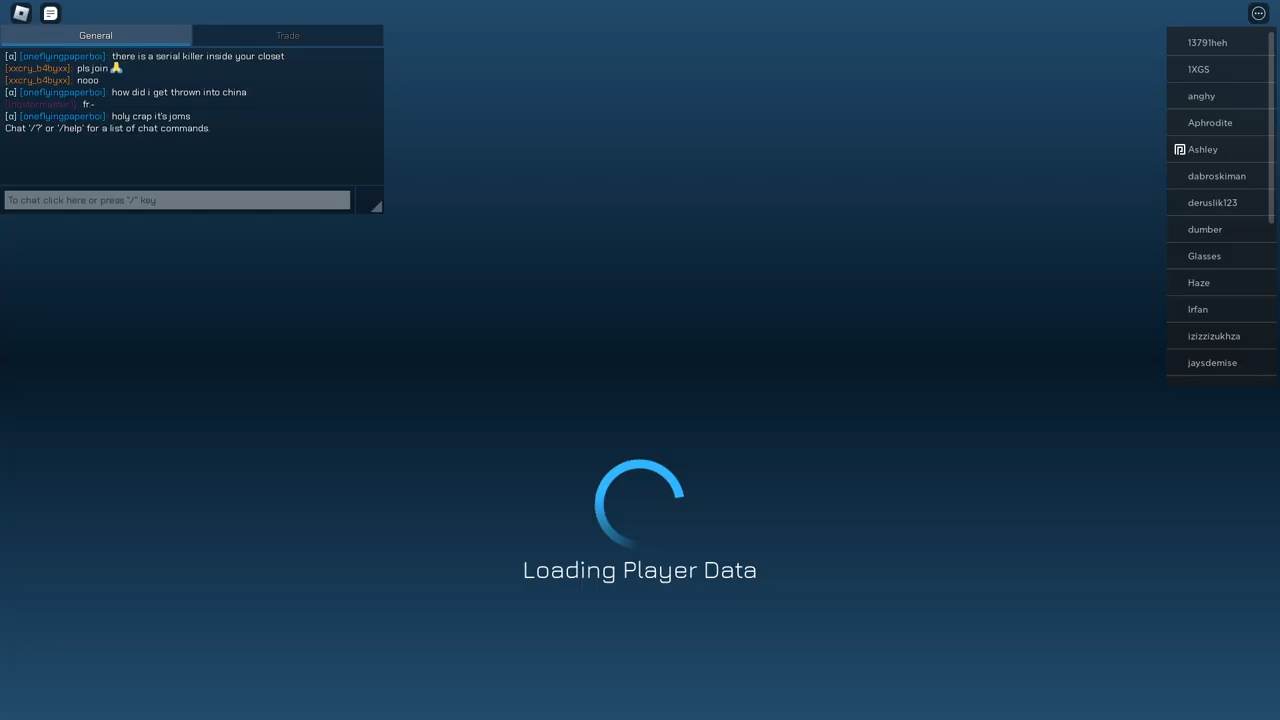 General
Trade
[α] [oneflyingpaperboi]: there is a serial killer inside your closet
[xxcry_b4byxx]: pls join 🙏
[xxcry_b4byxx]: nooo
[α] [oneflyingpaperboi]: how did i get thrown into china
fr.-
[α] [oneflyingpaperboi]: holy crap it's joms
Chat '/?' or '/help' for a list of chat commands.
To chat click here or press "/" key
13791heh
1XGS
anghy
Aphrodite
Ashley
dabroskiman
deruslik123
dumber
Glasses
Haze
Irfan
izizzizukhza
jaysdemise
Loading Player Data